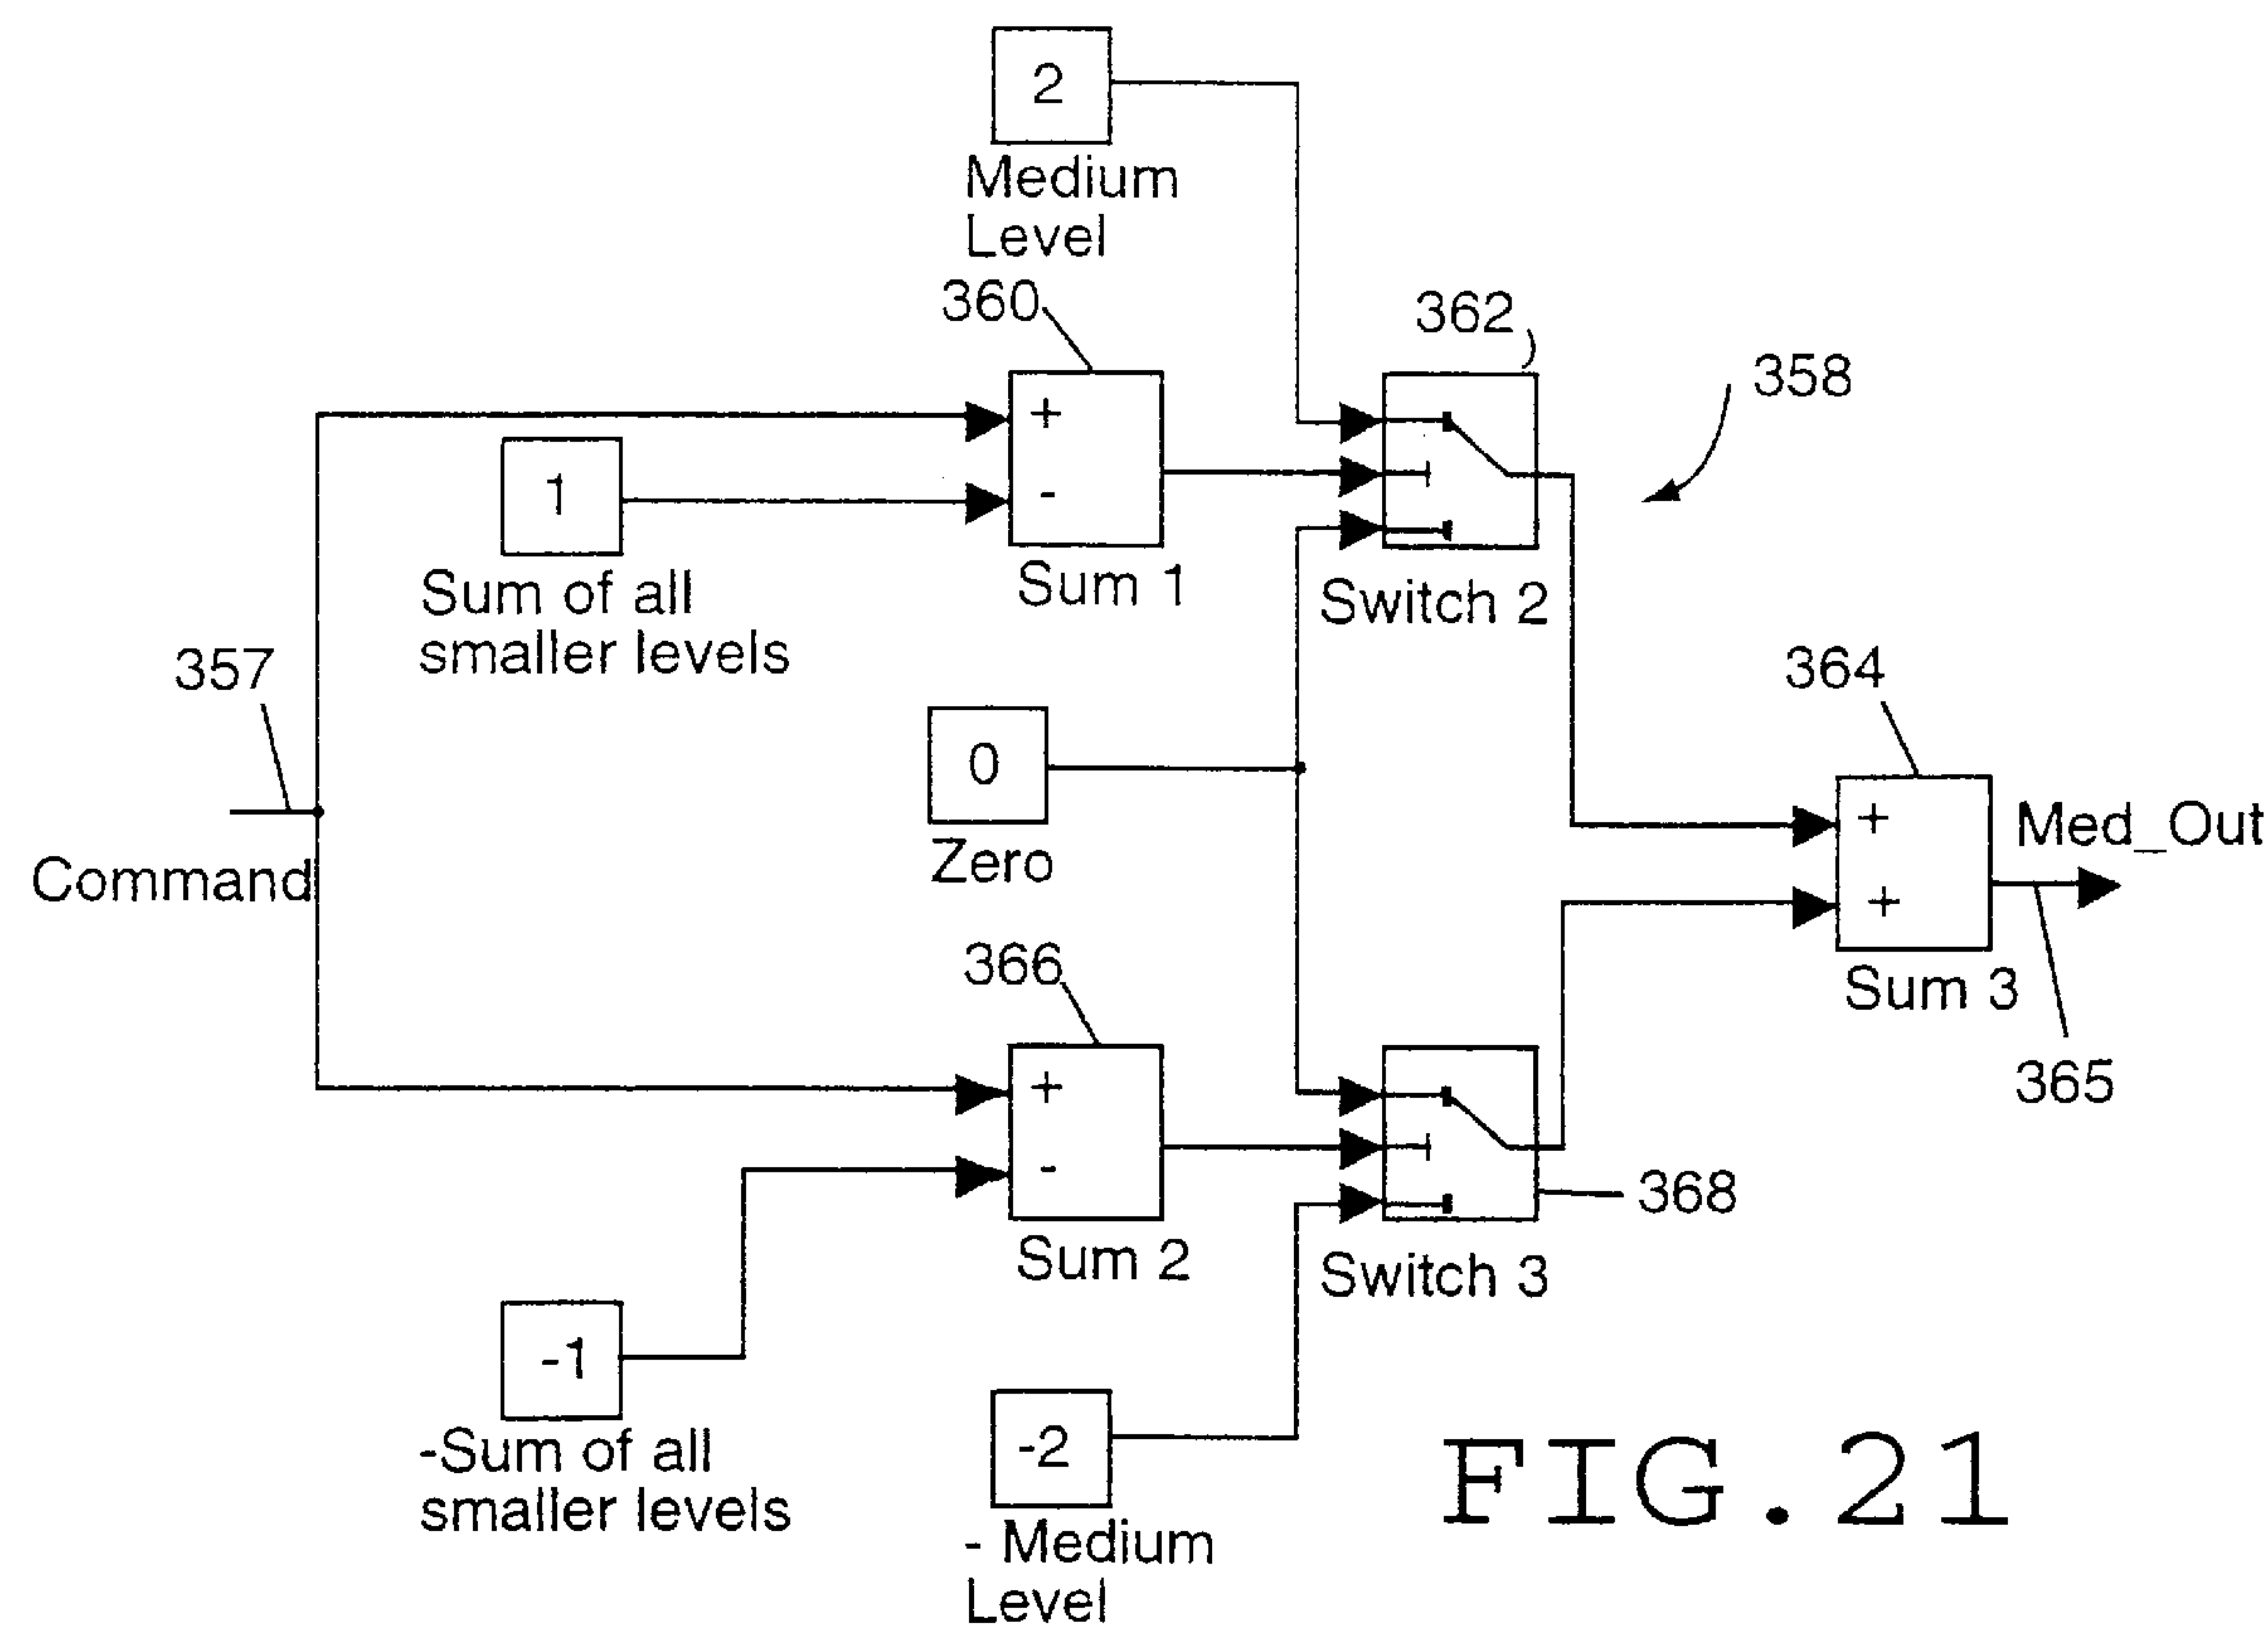 2
Medium
Level
360
362
358
+
-
1
Sum 1
Sum of all
smaller levels
Switch 2
357
364
0
Zero
+
+
Med_Out
Command
366
Sum 3
365
+
-
368
Sum 2
Switch 3
-1
-Sum of all
smaller levels
-2
- Medium
Level
FIG.21